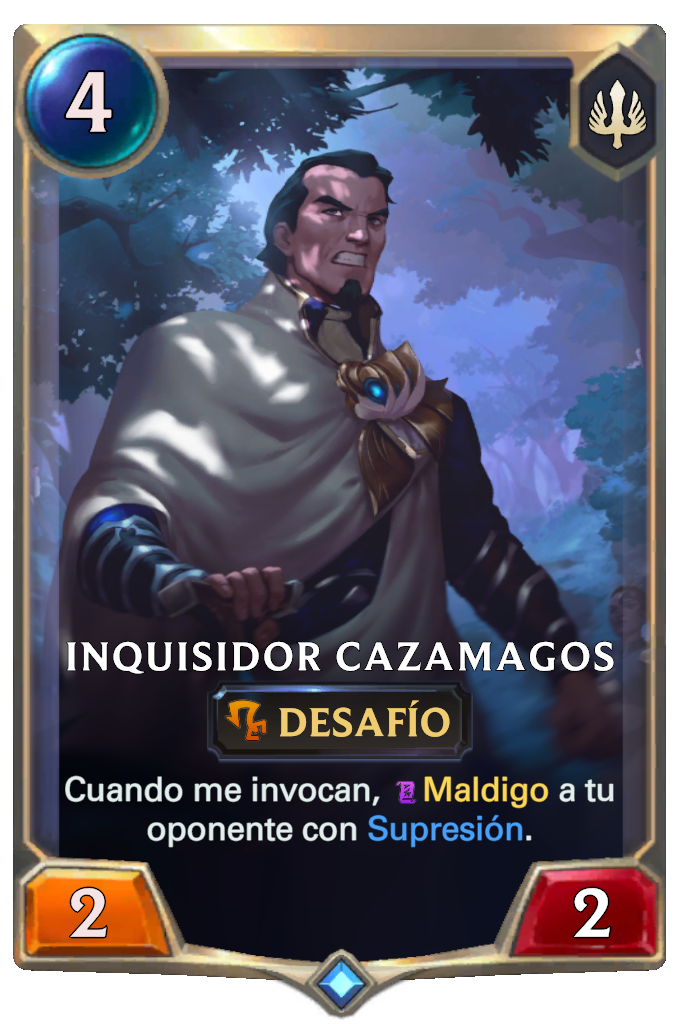 4
INQUISIDOR CAZAMAGOS
DESAFÍO
Cuando me invocan, Maldigo a tu
oponente con Supresión.
2
2